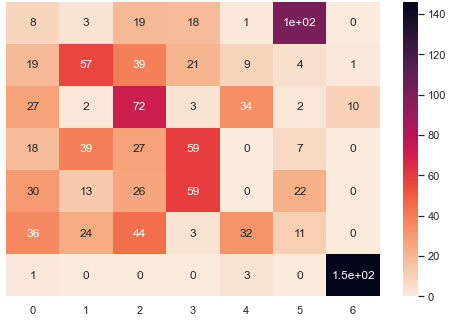 8 3 19 18 1 1e+02 0
19 57 39 21 9 4 1
27 2 72 3 34 2 10
18 39 27 59 0 7 0
30 13 26 59 0 22 0
36 24 44 3 32 11 0
1 0 0 0 3 0 1.5e+02
0 1 2 3 4 5 6
140
120
100
80
60
40
20
0